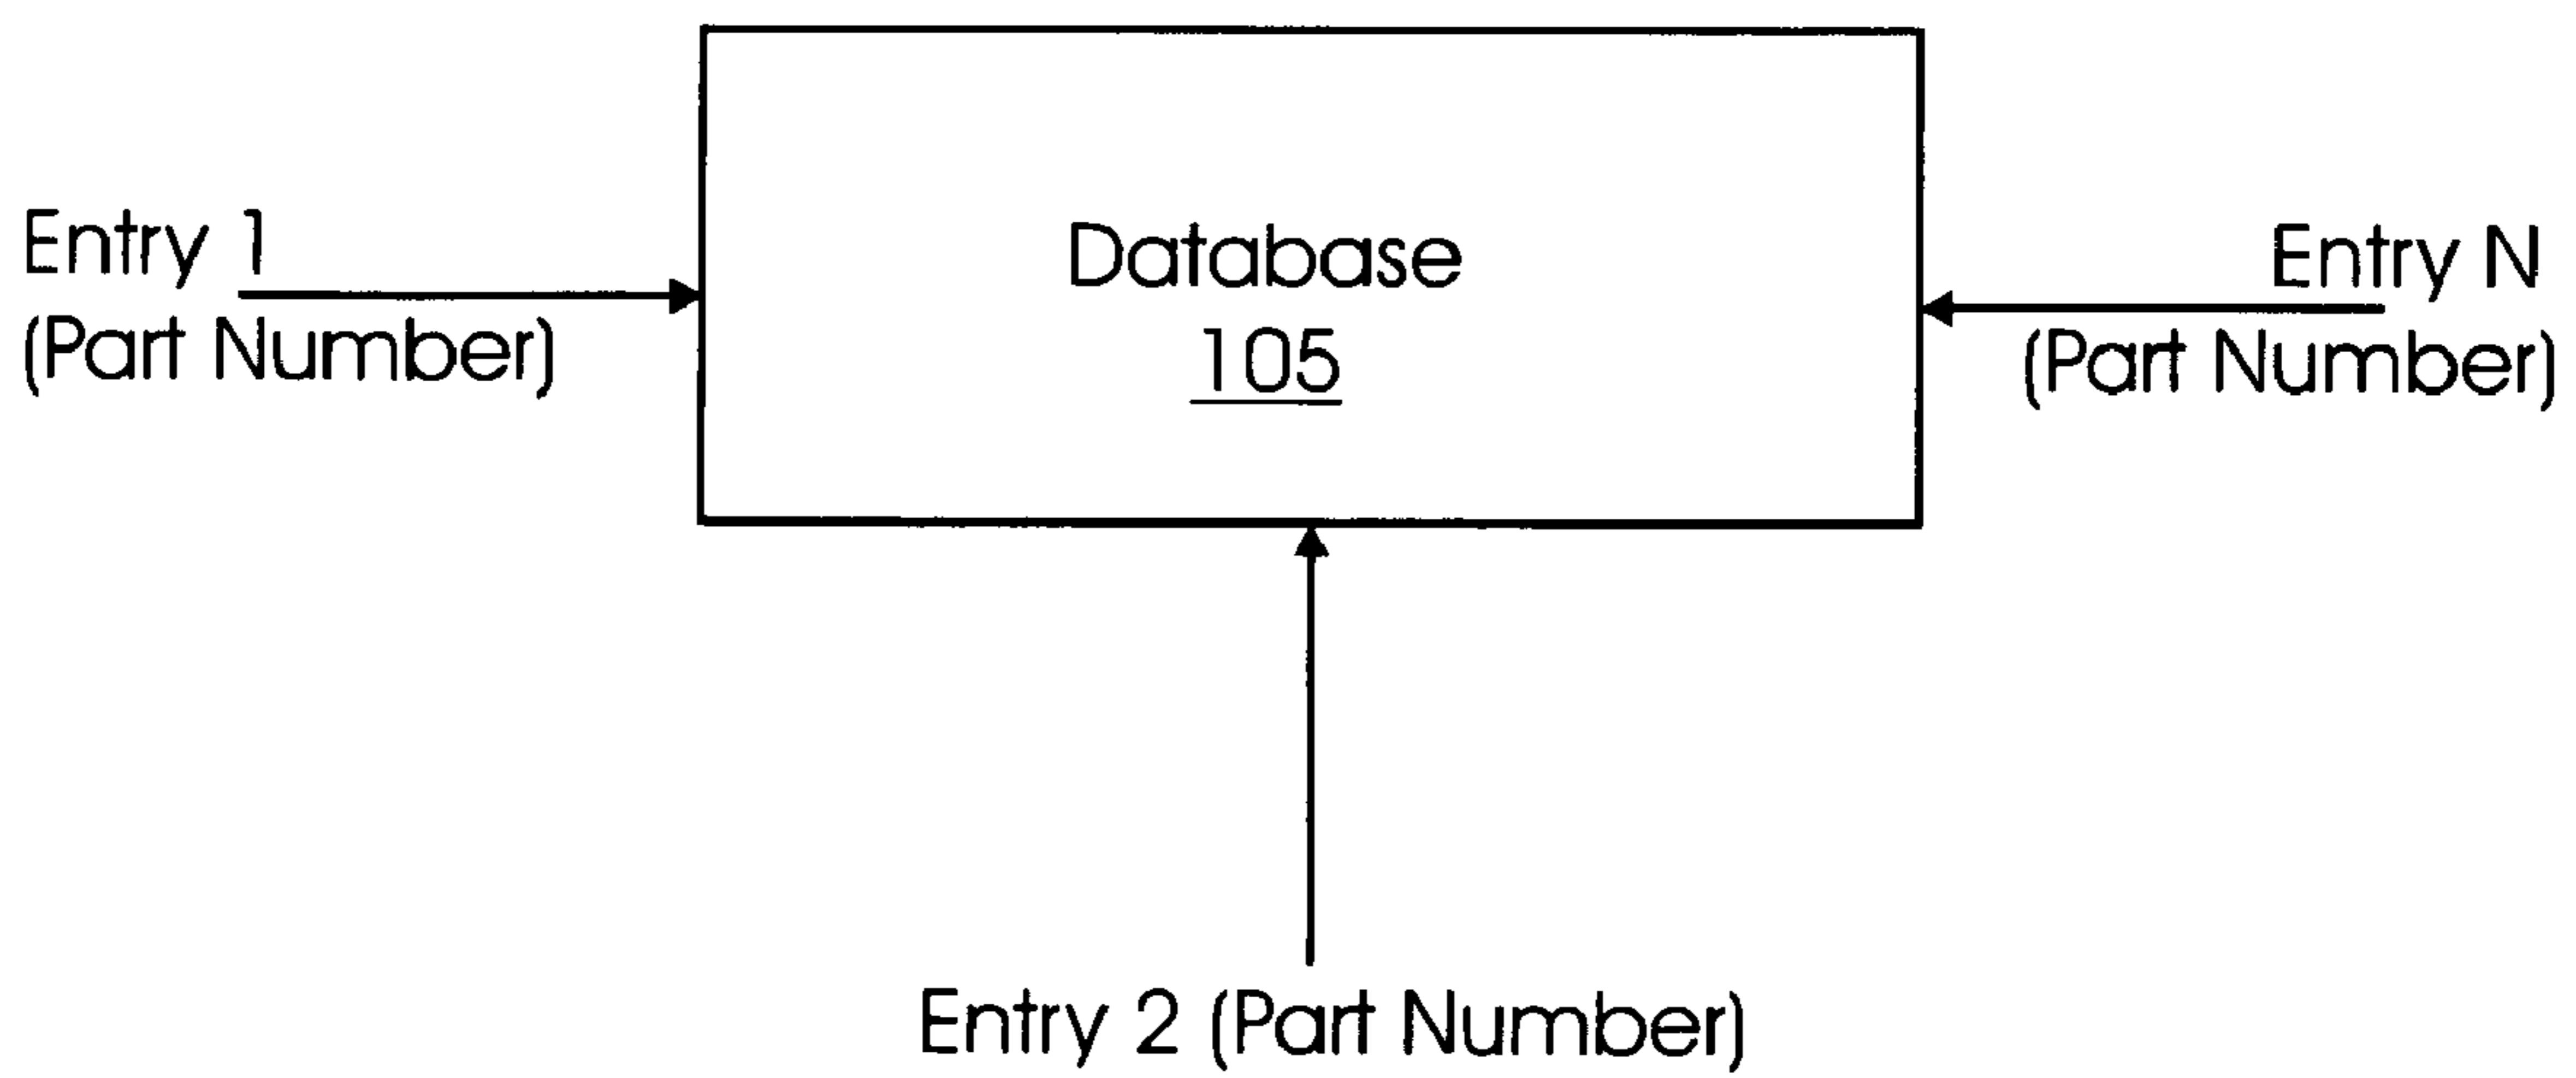 Entry 1
(Part Number)
Database
105
Entry N
(Part Number)
Entry 2 (Part Number)